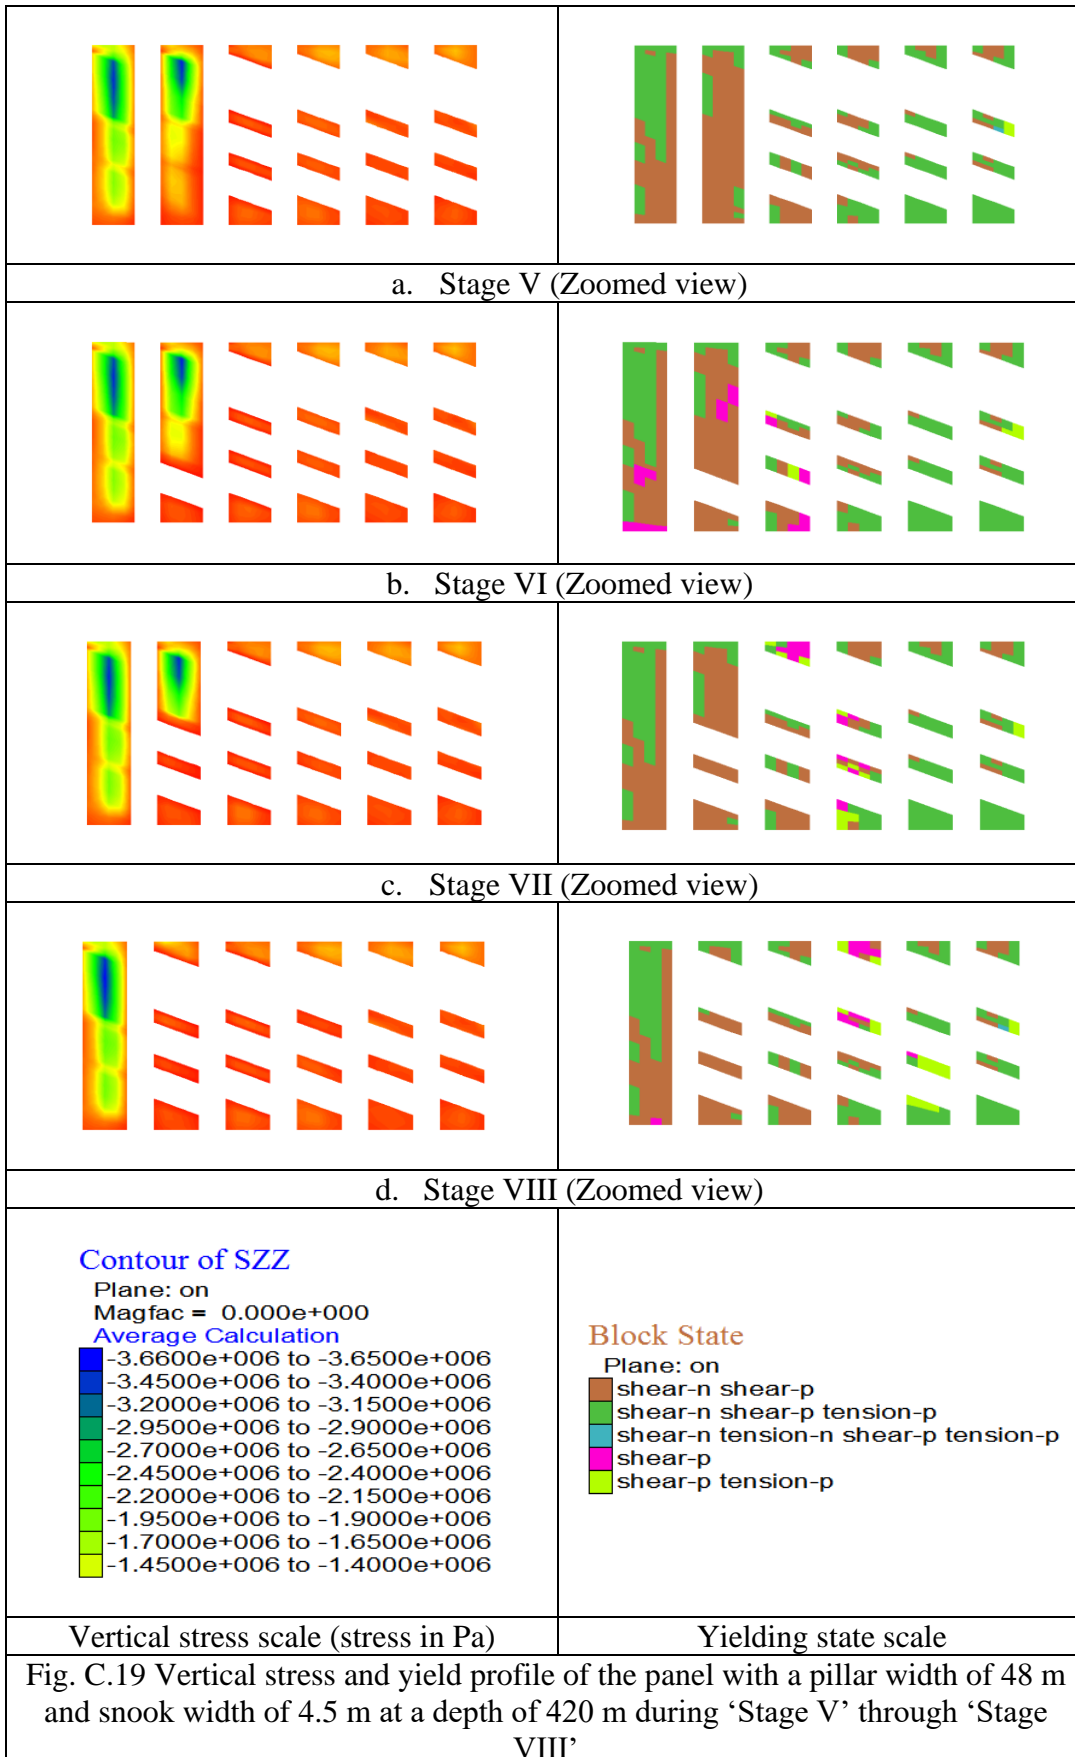 a. Stage V (Zoomed view)
b. Stage VI (Zoomed view)
c. Stage VII (Zoomed view)
d. Stage VIII (Zoomed view)
Contour of SZZ
Plane: on
Magfac = 0.000e+000
Average Calculation
-3.6600e+006 to -3.6500e+006
-3.4500e+006 to -3.4000e+006
-3.2000e+006 to -3.1500e+006
-2.9500e+006 to -2.9000e+006
-2.7000e+006 to -2.6500e+006
-2.4500e+006 to -2.4000e+006
-2.2000e+006 to -2.1500e+006
-1.9500e+006 to -1.9000e+006
-1.7000e+006 to -1.6500e+006
-1.4500e+006 to -1.4000e+006
Block State
Plane: on
shear-n shear-p
shear-n shear-p tension-p
shear-n tension-n shear-p tension-p
shear-p
shear-p tension-p
Vertical stress scale (stress in Pa)
Yielding state scale
Fig. C.19 Vertical stress and yield profile of the panel with a pillar width of 48 m
and snook width of 4.5 m at a depth of 420 m during ‘Stage V’ through ‘Stage
VIII’